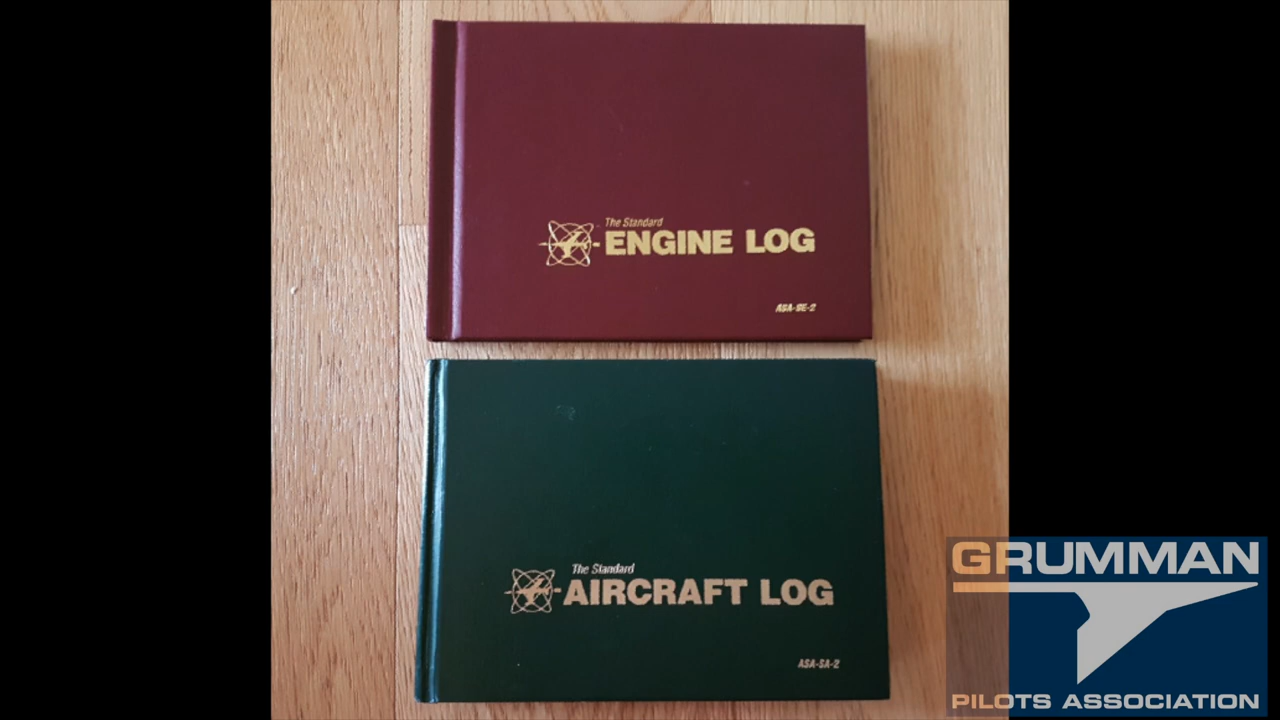 The Standard
ENGINE LOG
ASA-SE-2
The Standard
AIRCRAFT LOG
ASA-SA-2
GRUMMAN
PILOTS ASSOCIATION